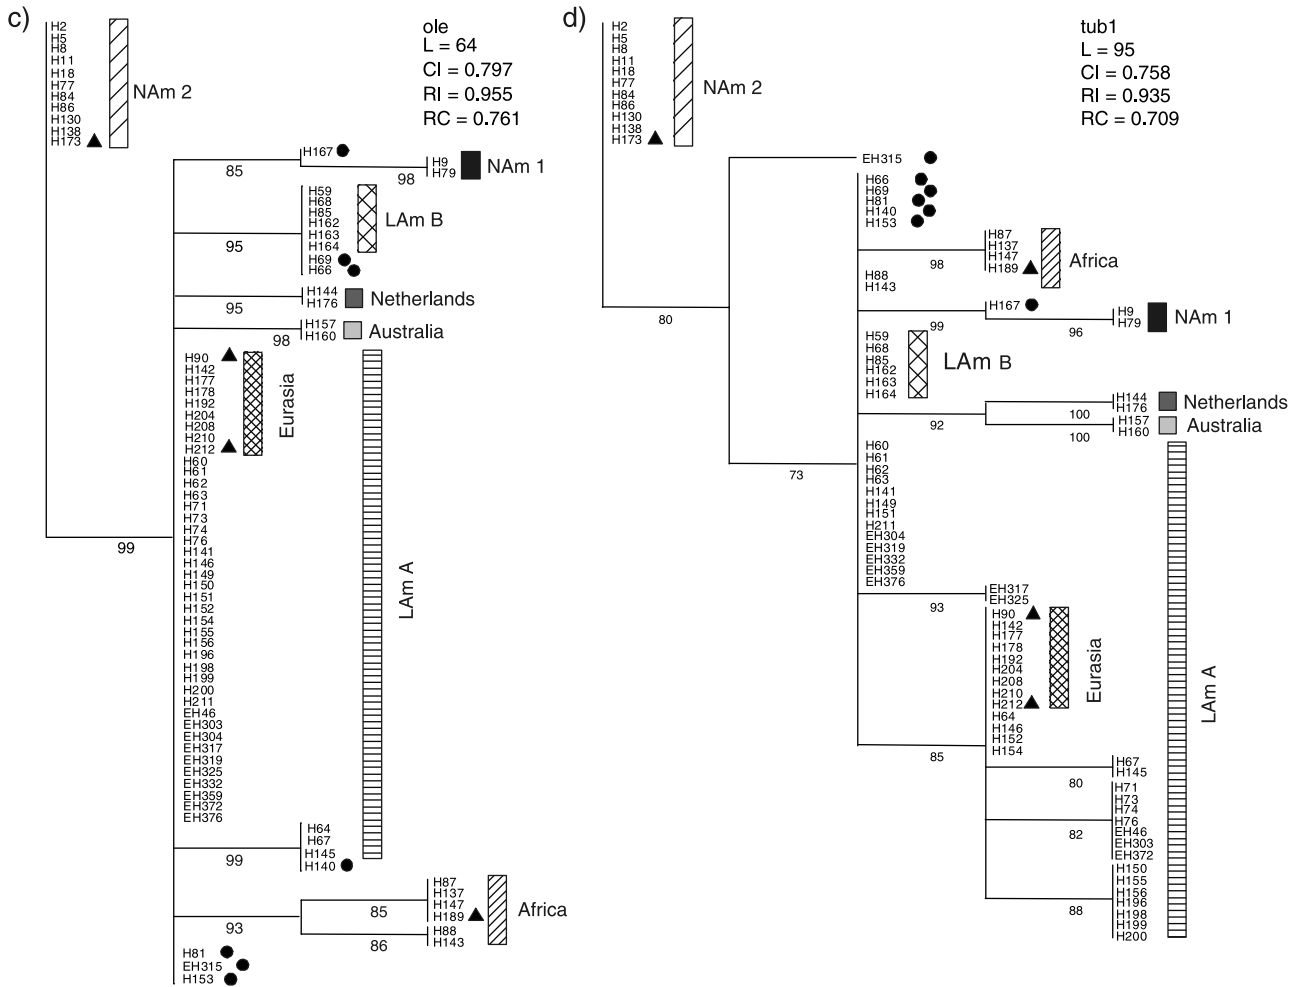 c)
ole
L = 64
CI = 0.797
RI = 0.955
RC = 0.761
H2
H5
H8
H11
H18
H77
H84
H86
H130
H138
H173
NAm 2
H167
85
H9
H79
98
NAm 1
H59
H68
H85
H162
H163
H164
H69
H66
95
LAm B
H144
H176
95
Netherlands
H157
H160
98
Australia
H90
H142
H177
H178
H192
H204
H208
H210
H212
Eurasia
H60
H61
H62
H63
H71
H73
H74
H76
H141
H146
H149
H150
H151
H152
H154
H155
H156
H196
H198
H199
H200
H211
EH46
EH303
EH304
EH317
EH319
EH325
EH332
EH359
EH372
EH376
99
LAm A
H64
H67
H145
H140
99
H87
H137
H147
H189
85
Africa
93
H88
H143
86
H81
EH315
H153
d)
tub1
L = 95
CI = 0.758
RI = 0.935
RC = 0.709
H2
H5
H8
H11
H18
H77
H84
H86
H130
H138
H173
NAm 2
EH315
H66
H69
H81
H140
H153
H87
H137
H147
H189
98
Africa
H88
H143
80
H167
99
H9
H79
96
NAm 1
H59
H68
H85
H162
H163
H164
LAm B
H144
H176
100
Netherlands
92
H157
H160
100
Australia
73
H60
H61
H62
H63
H141
H149
H151
H211
EH304
EH319
EH332
EH359
EH376
EH317
EH325
93
H90
H142
H177
H178
H192
H204
H208
H210
H212
Eurasia
H64
H146
H152
H154
85
LAm A
H67
H145
80
H71
H73
H74
H76
EH46
EH303
EH372
82
H150
H155
H156
H196
H198
H199
H200
88